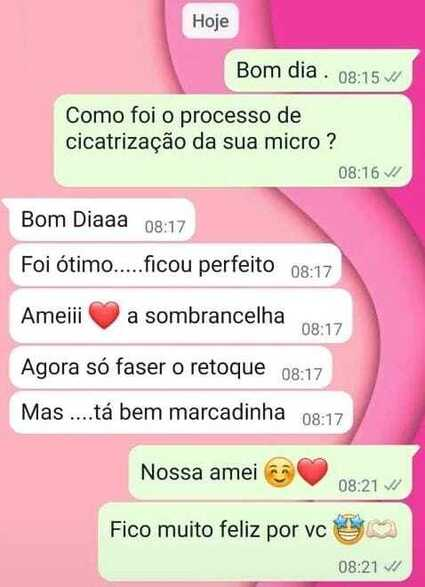 Hoje
Bom dia . 08:15
Como foi o processo de
cicatrização da sua micro ?
08:16
Bom Diaaa 08:17
Foi ótimo.....ficou perfeito 08:17
Ameiii ❤️ a sombrancelha 08:17
Agora só faser o retoque 08:17
Mas ....tá bem marcadinha 08:17
Nossa amei ☺️❤️ 08:21
Fico muito feliz por vc 🤩🫶🏻
08:21